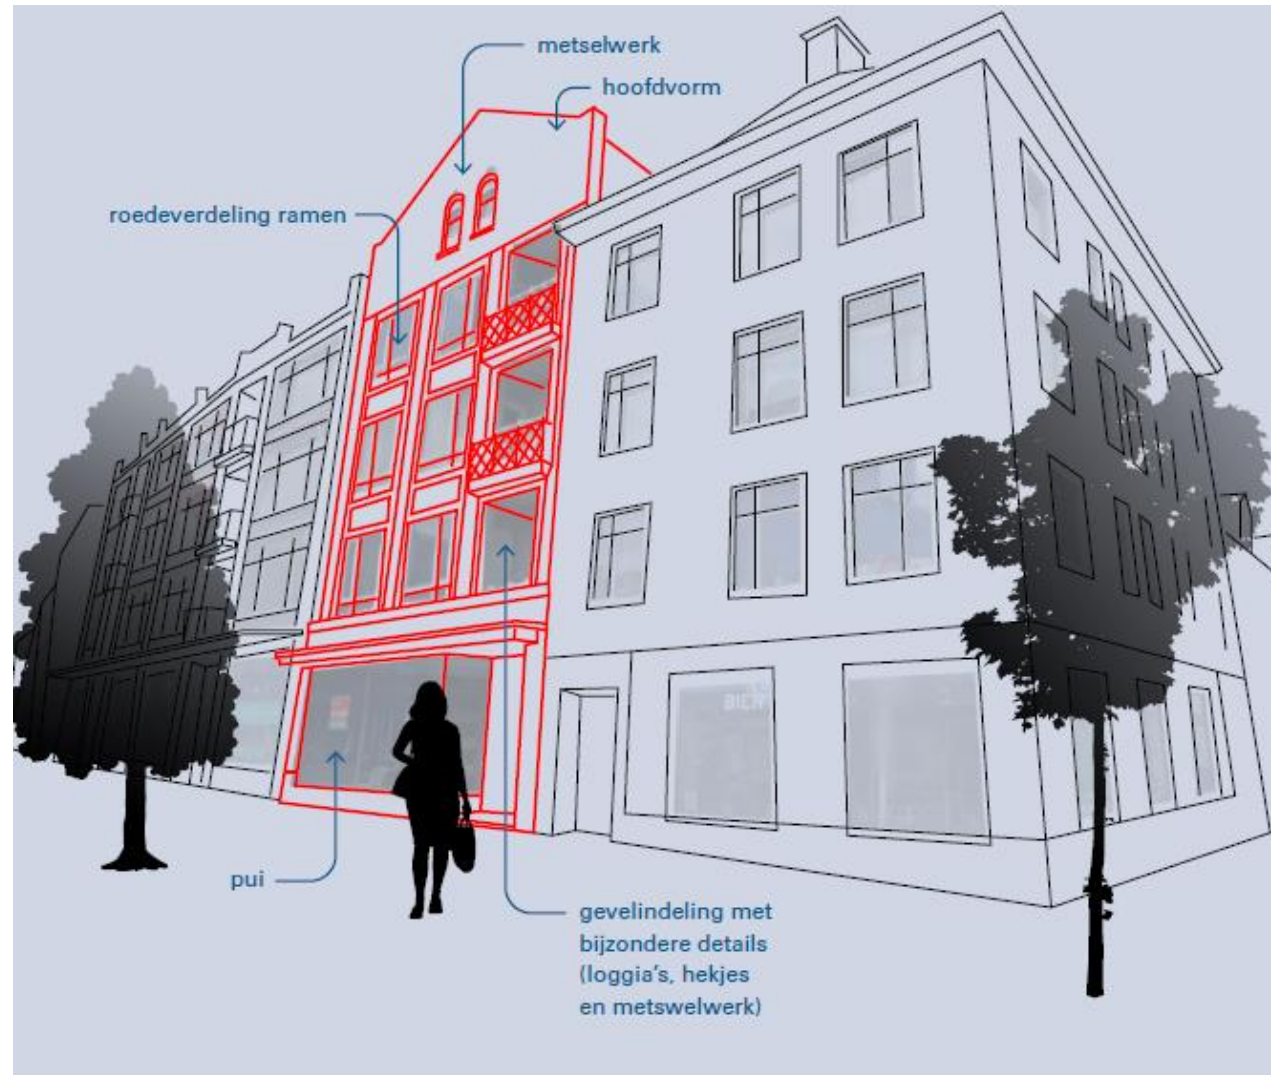 metselwerk
hoofdvorm
roedeverdeling ramen
pui
gevelindeling met
bijzondere details
(loggia's, hekjes
en metswelwerk)